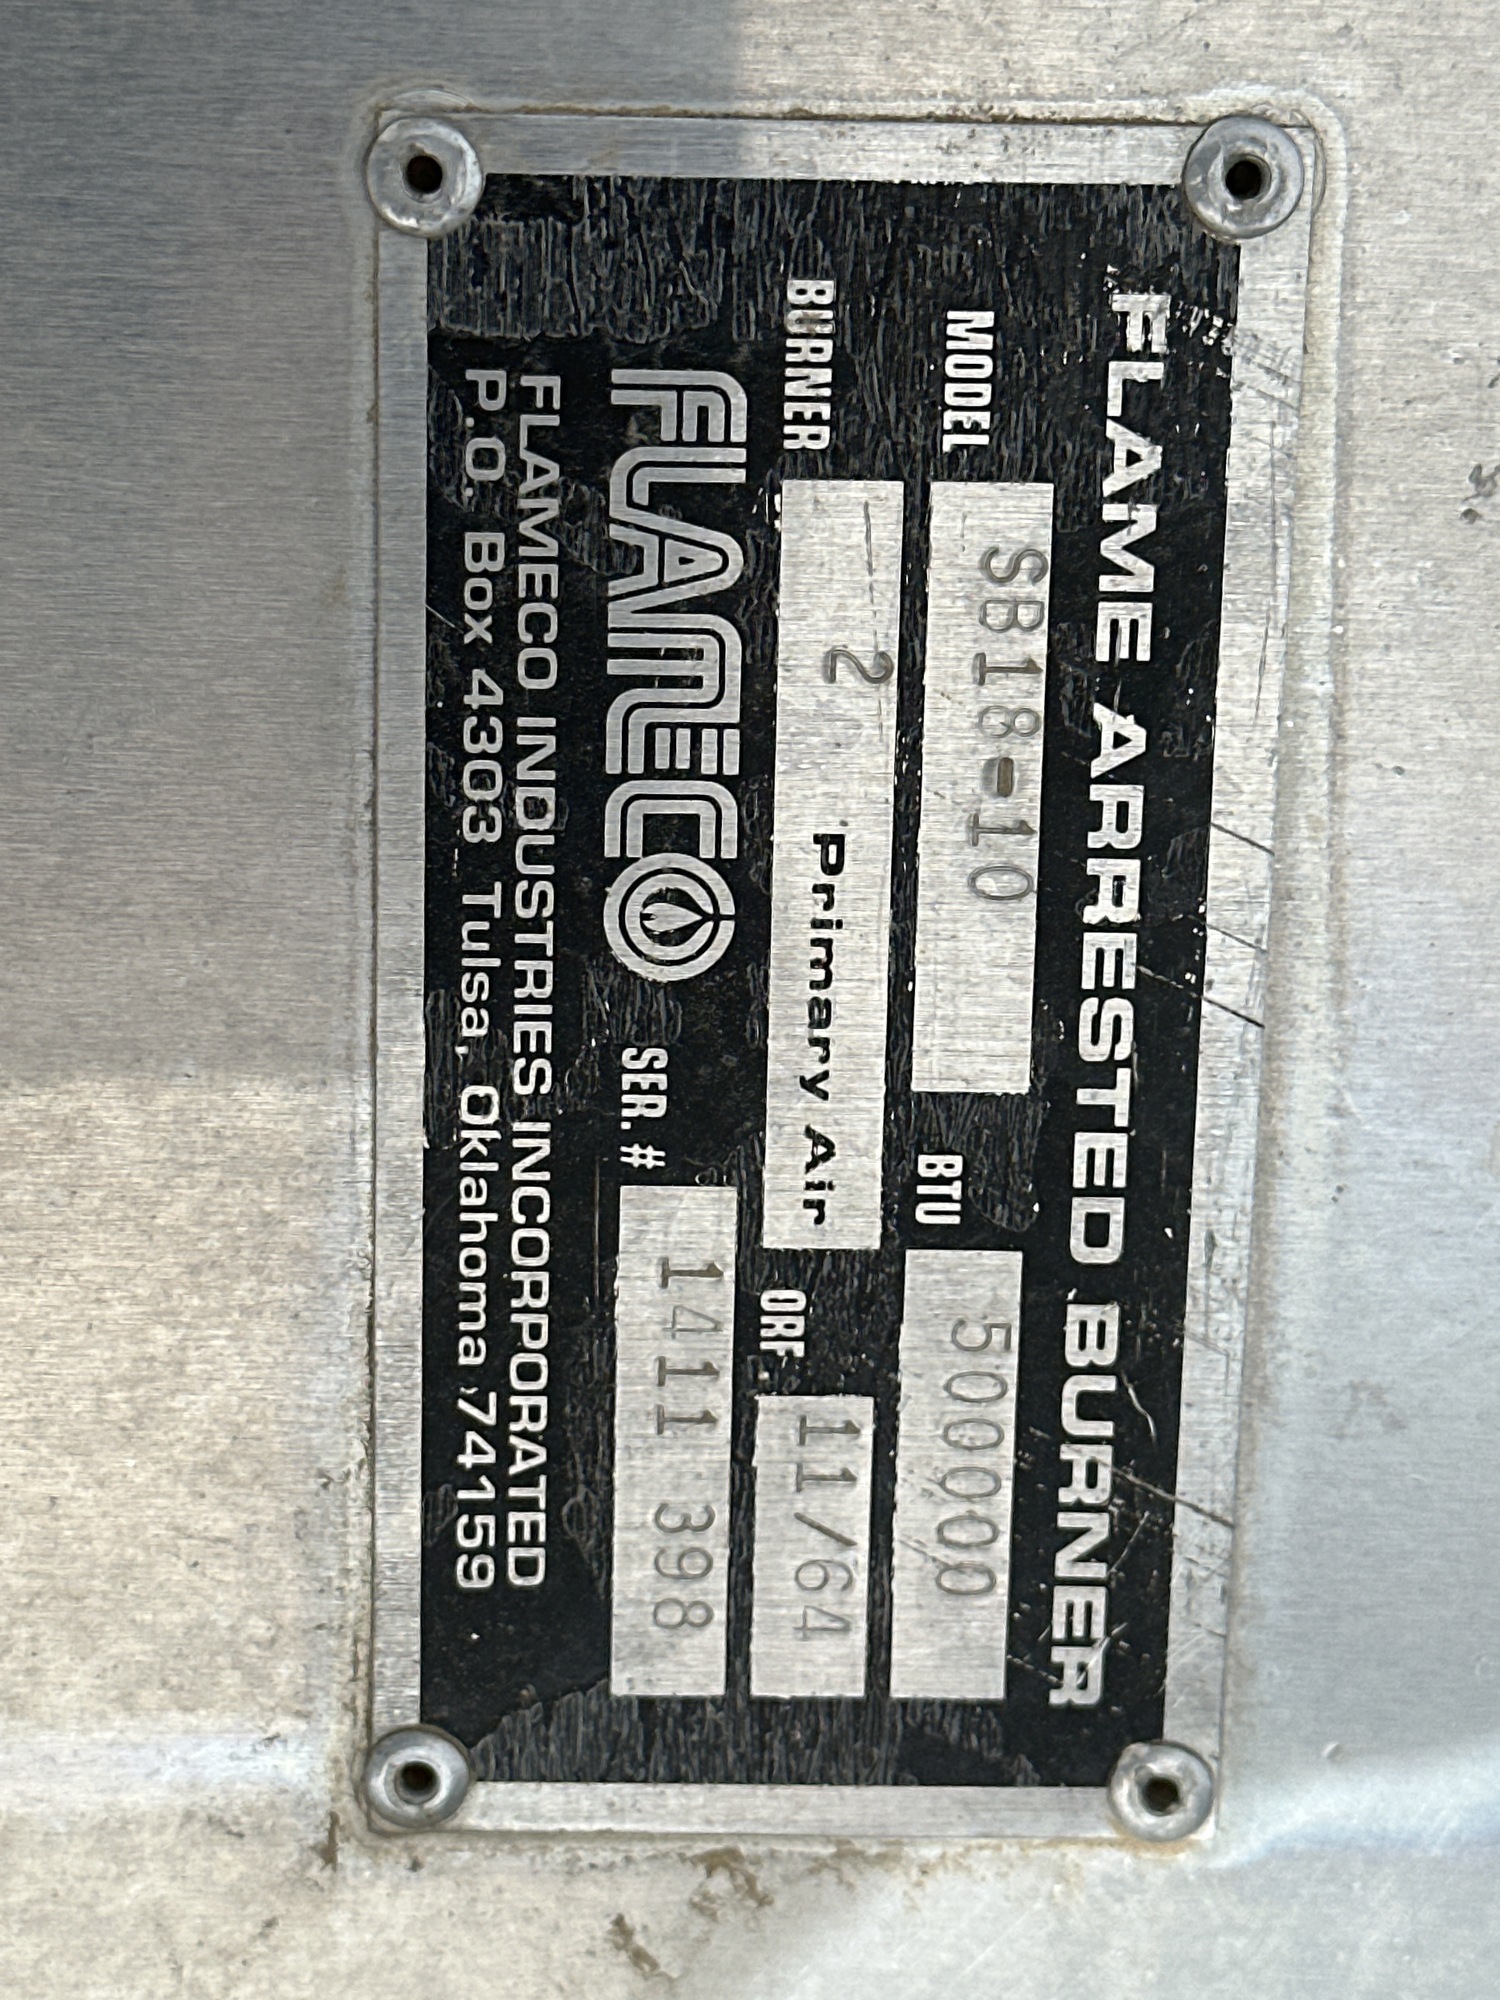 FLAME ARRESTED BURNER
MODEL SB18-10 BTU 500000
BURNER 2 Primary Air ORF. 11/64
FLAMECO SER. # 1411 398
FLAMECO INDUSTRIES INCORPORATED
P.O. Box 4303 Tulsa, Oklahoma 74159